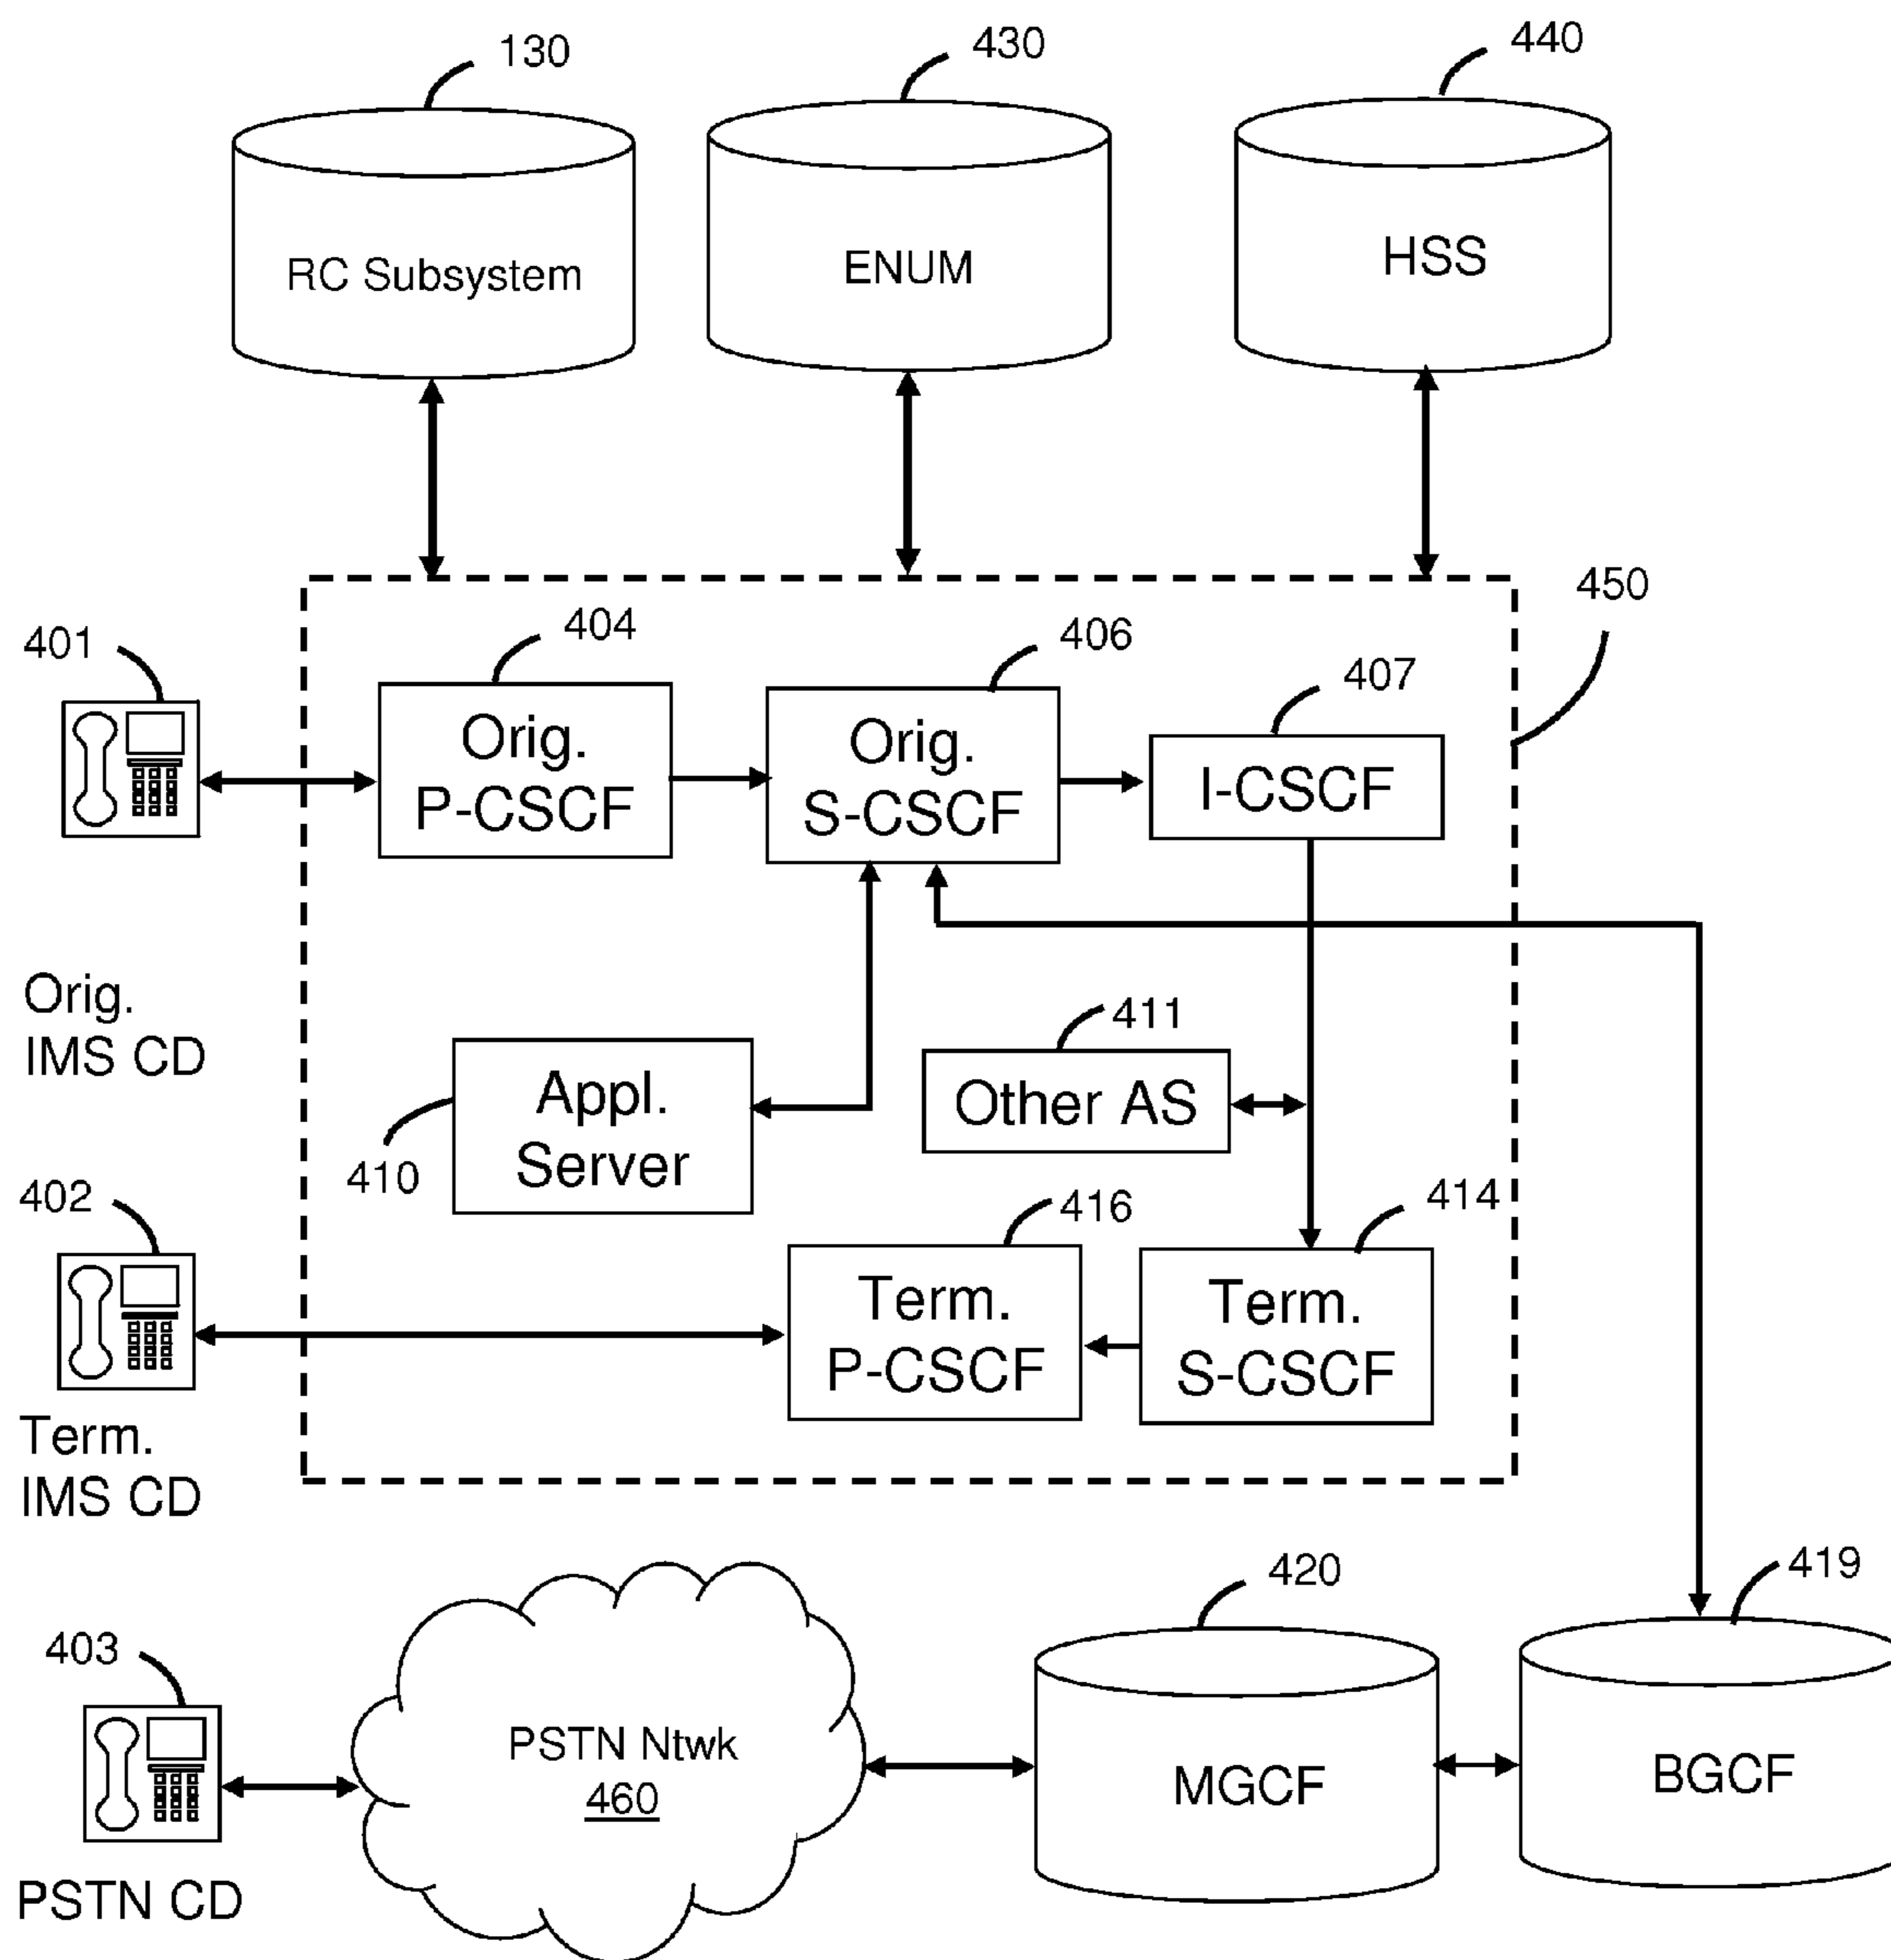 130
430
440
RC Subsystem
ENUM
HSS
450
401
404
406
407
Orig.
P-CSCF
Orig.
S-CSCF
I-CSCF
Orig.
IMS CD
410
Appl.
Server
411
Other AS
402
416
414
Term.
P-CSCF
Term.
S-CSCF
Term.
IMS CD
403
PSTN Ntwk
460
420
419
MGCF
BGCF
PSTN CD